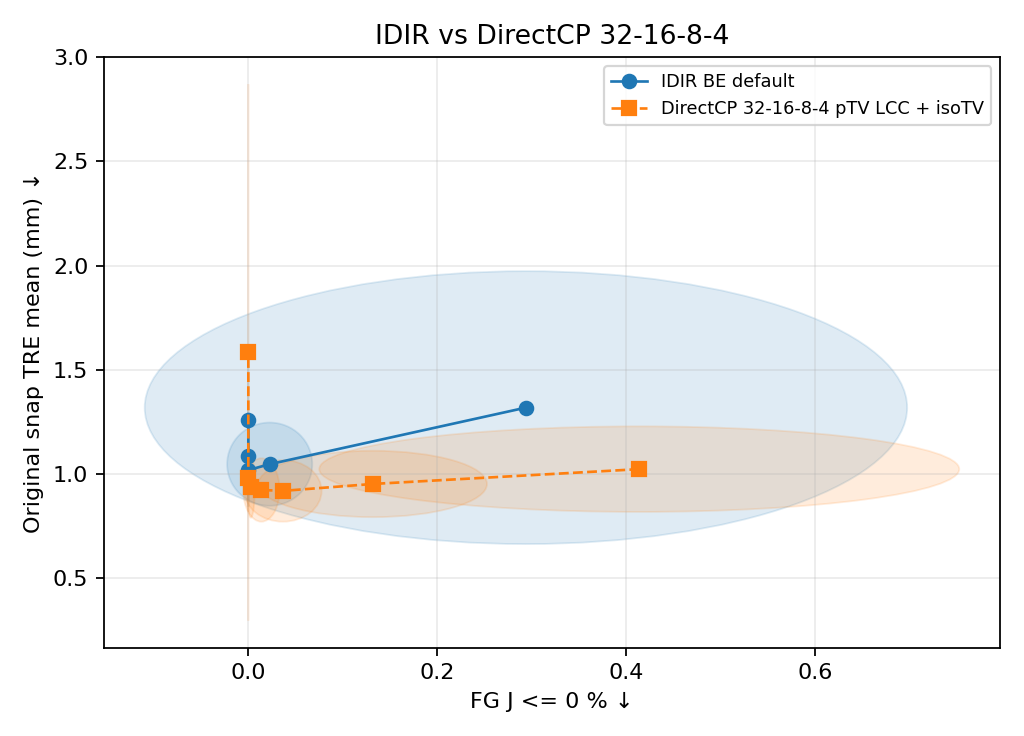 IDIR vs DirectCP 32-16-8-4
IDIR BE default
DirectCP 32-16-8-4 pTV LCC + isoTV
Original snap TRE mean (mm) ↓
3.0
2.5
2.0
1.5
1.0
0.5
0.0
0.2
0.4
0.6
FG J <= 0 % ↓